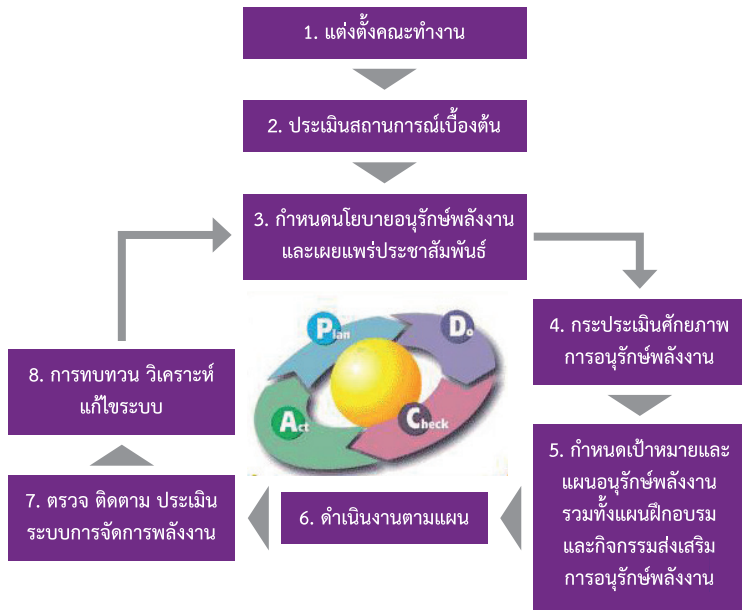 1. แต่งตั้งคณะทำงาน
2. ประเมินสถานการณ์เบื้องต้น
3. กำหนดนโยบายอนุรักษ์พลังงาน
และเผยแพร่ประชาสัมพันธ์
4. กระประเมินศักยภาพ
การอนุรักษ์พลังงาน
5. กำหนดเป้าหมายและ
แผนอนุรักษ์พลังงาน
รวมทั้งแผนฝึกอบรม
และกิจกรรมส่งเสริม
การอนุรักษ์พลังงาน
6. ดำเนินงานตามแผน
7. ตรวจ ติดตาม ประเมิน
ระบบการจัดการพลังงาน
8. การทบทวน วิเคราะห์
แก้ไขระบบ
Plan
Do
Check
Act